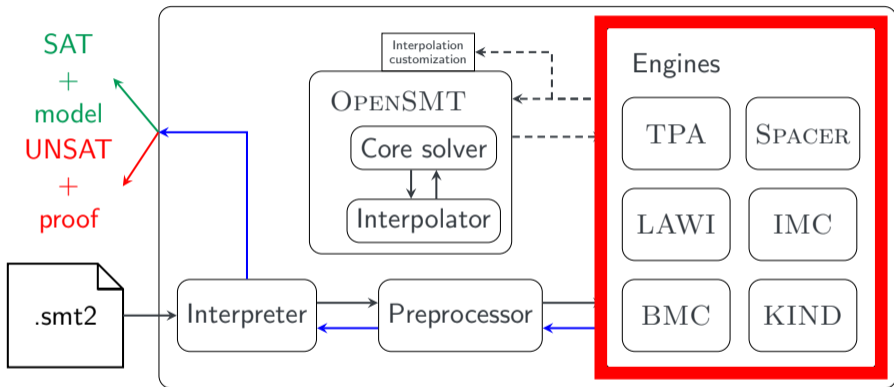 SAT
+
model
UNSAT
+
proof
.smt2
Interpolation
customization
OPENSMT
Core solver
Interpolator
Interpreter
Preprocessor
Engines
TPA
SPACER
LAWI
IMC
BMC
KIND